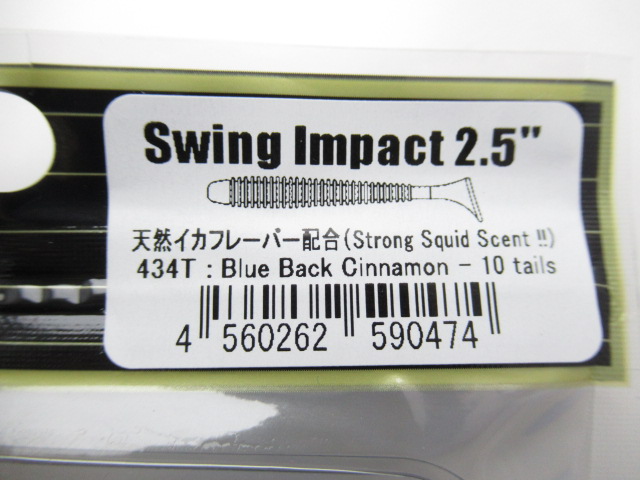 Swing Impact 2.5"
天然イカフレーバー配合(Strong Squid Scent !!)
434T : Blue Back Cinnamon - 10 tails
4 560262 590474